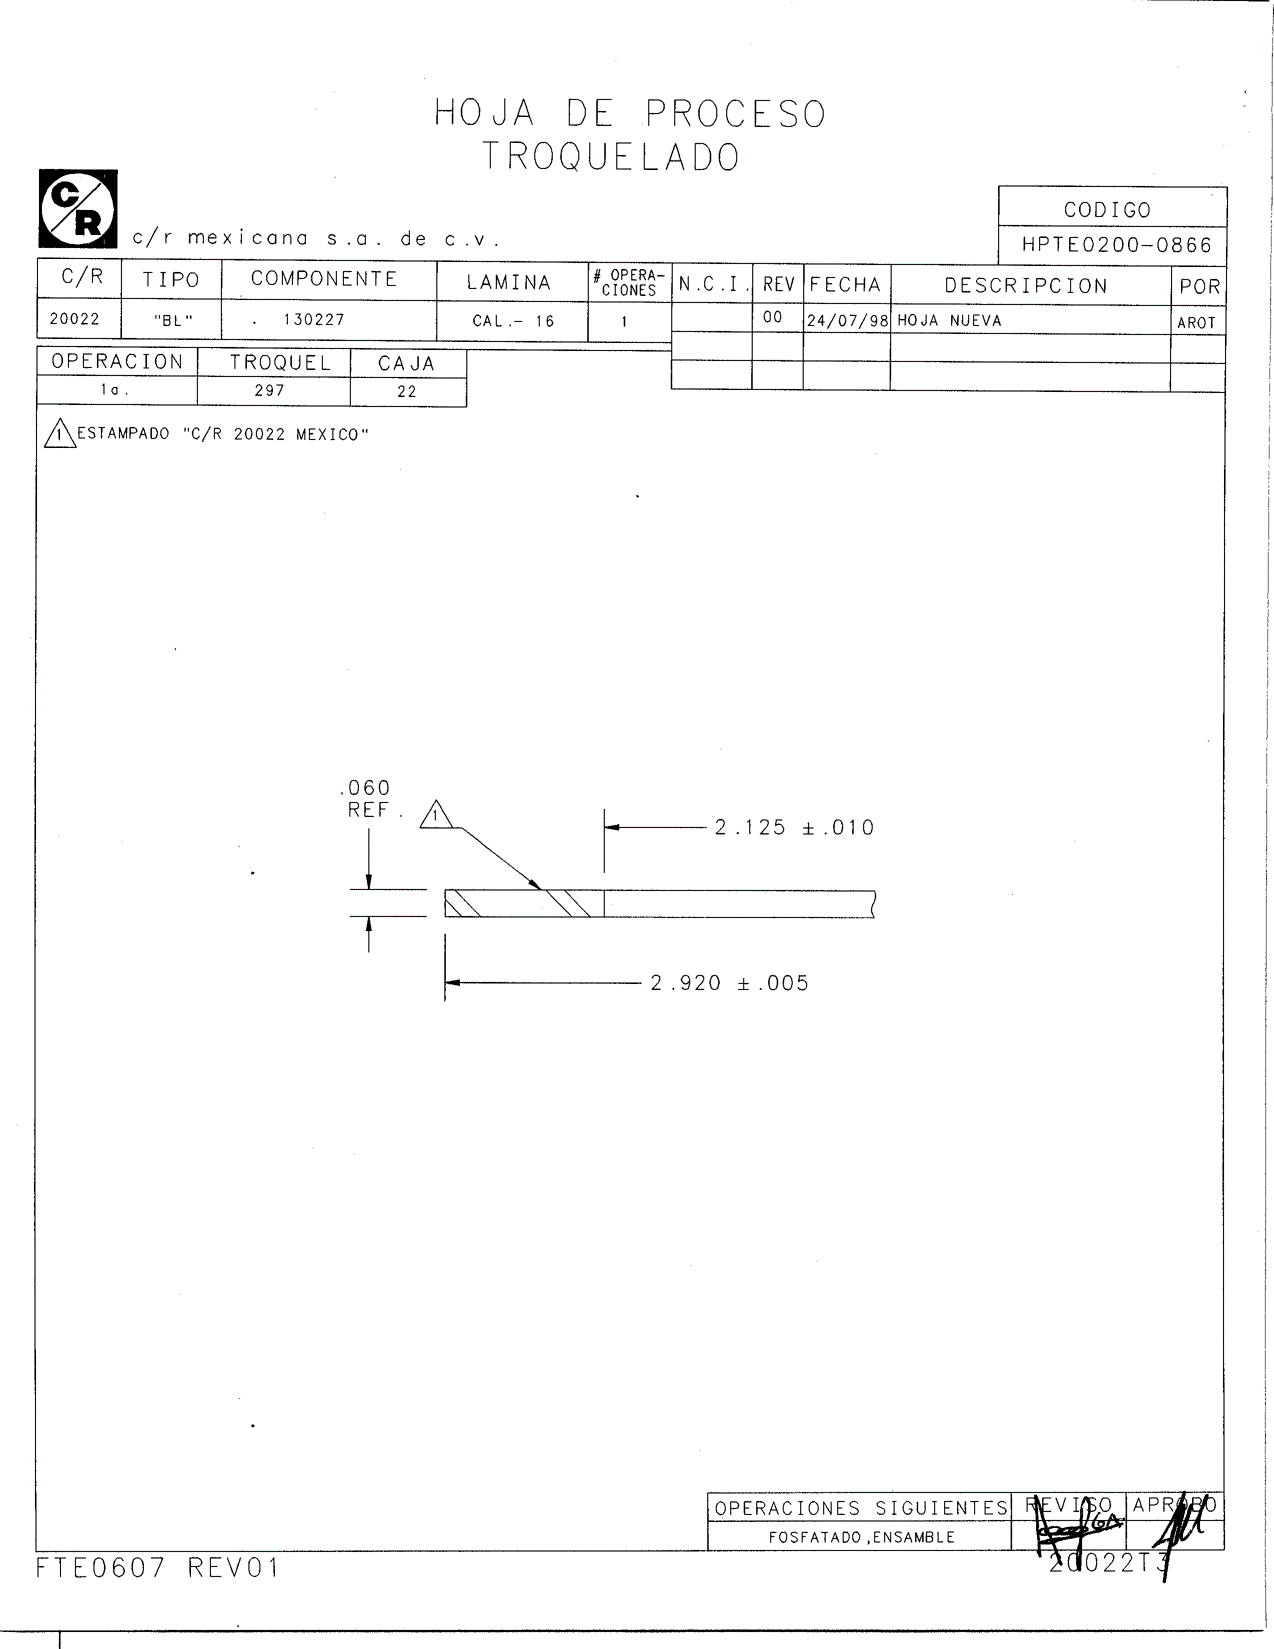 HOJA DE PROCESO
TROQUELADO
C/R
c/r mexicana s.a. de c.v.
CODIGO
HPTE0200-0866
C/R TIPO COMPONENTE LAMINA # OPERA-CIONES N.C.I. REV FECHA DESCRIPCION POR
20022 "BL" . 130227 CAL.- 16 1 00 24/07/98 HOJA NUEVA AROT
OPERACION TROQUEL CAJA
1a. 297 22
1 ESTAMPADO "C/R 20022 MEXICO"
.060
REF.
1
2.125 ±.010
2.920 ±.005
OPERACIONES SIGUIENTES REVISO APROBO
FOSFATADO,ENSAMBLE
FTE0607 REV01
20022T3